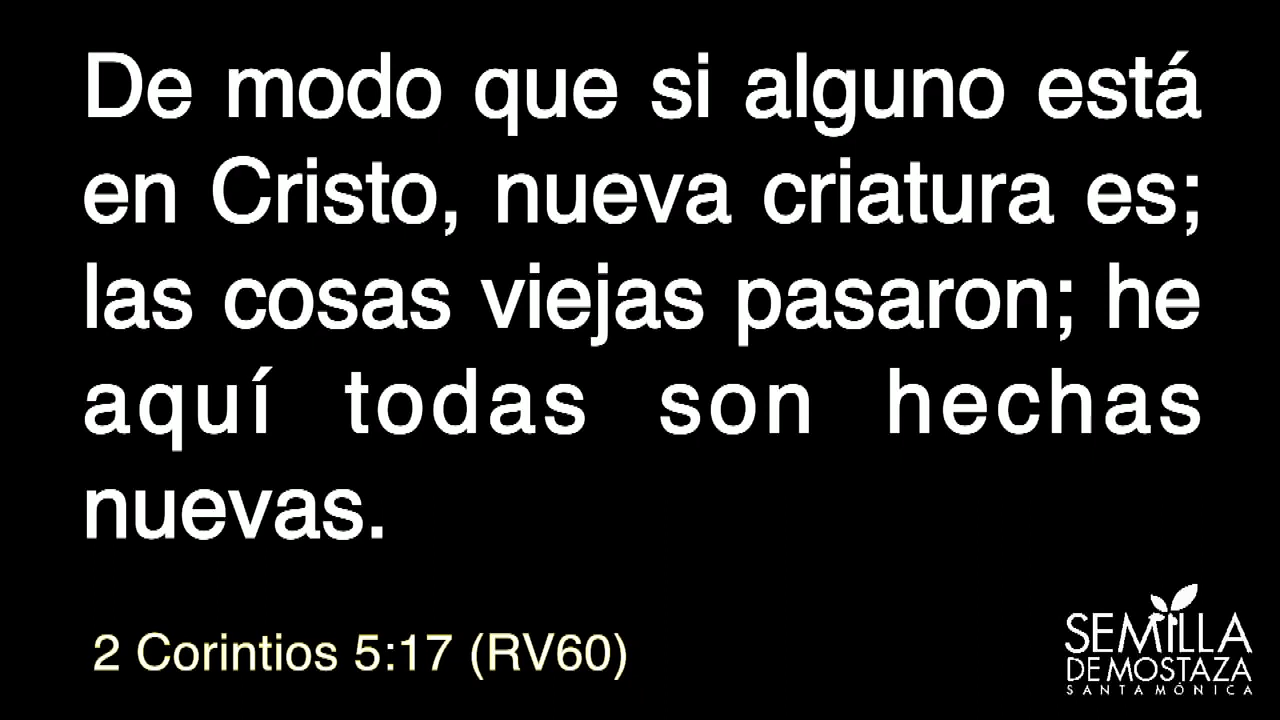 De modo que si alguno está
en Cristo, nueva criatura es;
las cosas viejas pasaron; he
aquí todas son hechas
nuevas.
2 Corintios 5:17 (RV60)
SEMILLA
DE MOSTAZA
SANTA MÓNICA